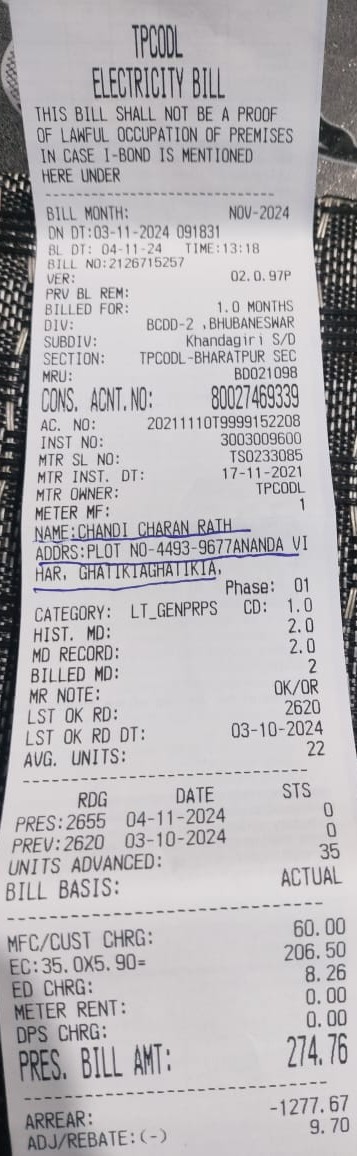 TPCODL
ELECTRICITY BILL
THIS BILL SHALL NOT BE A PROOF
OF LAWFUL OCCUPATION OF PREMISES
IN CASE I-BOND IS MENTIONED
HERE UNDER
BILL MONTH: NOV-2024
DN DT:03-11-2024 091831
BL DT: 04-11-24 TIME:13:18
BILL NO:2126715257
VER: 02.0.97P
PRV BL REM:
BILLED FOR: 1.0 MONTHS
DIV: BCDD-2 ,BHUBANESWAR
SUBDIV: Khandagiri S/D
SECTION: TPCODL-BHARATPUR SEC
MRU: BD021098
CONS. ACNT.NO: 80027469339
AC. NO: 20211110T9999152208
INST NO: 3003009600
MTR SL NO: TS0233085
MTR INST. DT: 17-11-2021
MTR OWNER: TPCODL
METER MF: 1
NAME:CHANDI CHARAN RATH
ADDRS:PLOT NO-4493-9677ANANDA VI
HAR, GHATIKIAGHATIKIA,
Phase: 01
CATEGORY: LT_GENPRPS CD: 1.0
HIST. MD: 2.0
MD RECORD: 2.0
BILLED MD: 2
MR NOTE: OK/OR
LST OK RD: 2620
LST OK RD DT: 03-10-2024
AVG. UNITS: 22
RDG DATE STS
PRES:2655 04-11-2024 0
PREV:2620 03-10-2024 0
UNITS ADVANCED: 35
BILL BASIS: ACTUAL
MFC/CUST CHRG: 60.00
EC:35.0X5.90= 206.50
ED CHRG: 8.26
METER RENT: 0.00
DPS CHRG: 0.00
PRES. BILL AMT: 274.76
ARREAR: -1277.67
ADJ/REBATE:(-) 9.70